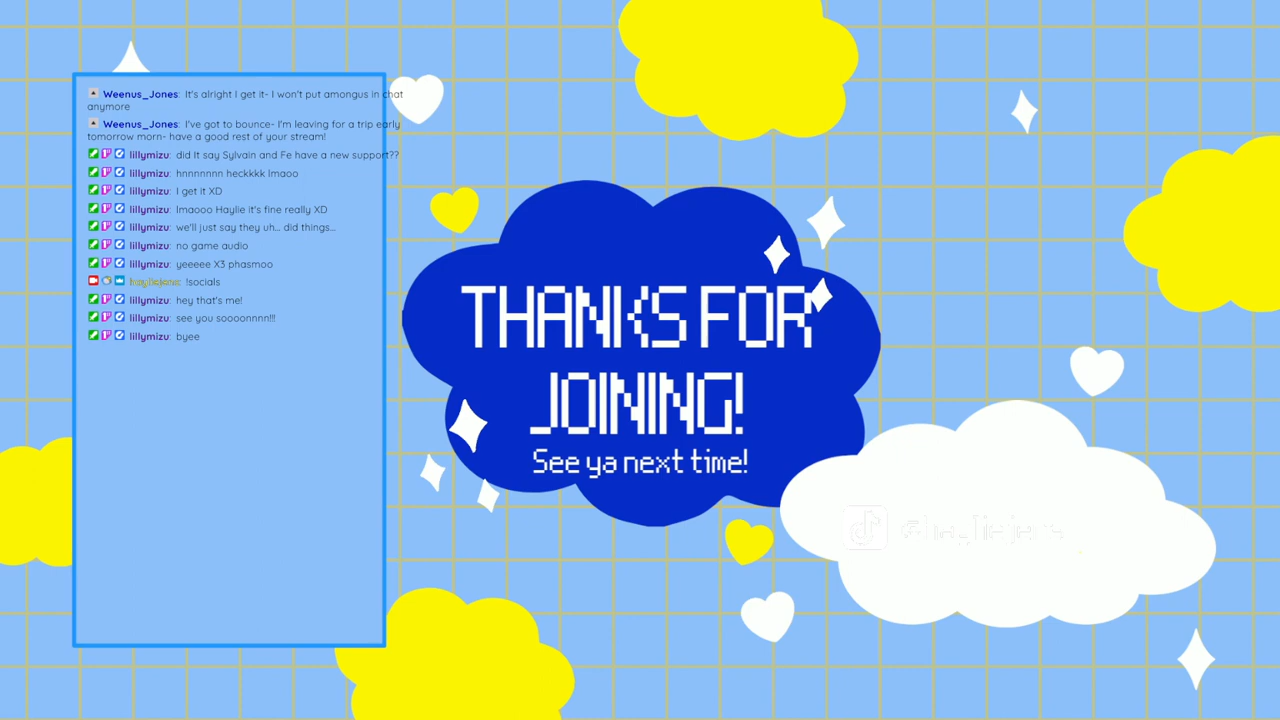 Weenus_Jones: It's alright I get it- I won't put amongus in chat
anymore
Weenus_Jones: I've got to bounce- I'm leaving for a trip early
tomorrow morn- have a good rest of your stream!
lillymizu: did It say Sylvain and Fe have a new support??
lillymizu: hnnnnnnn heckkkk lmaoo
lillymizu: I get it XD
lillymizu: lmaooo Haylie it's fine really XD
lillymizu: we'll just say they uh... did things...
lillymizu: no game audio
lillymizu: yeeeee X3 phasmoo
!socials
lillymizu: hey that's me!
lillymizu: see you soooonnnn!!!
lillymizu: byee
THANKS FOR
JOINING!
See ya next time!